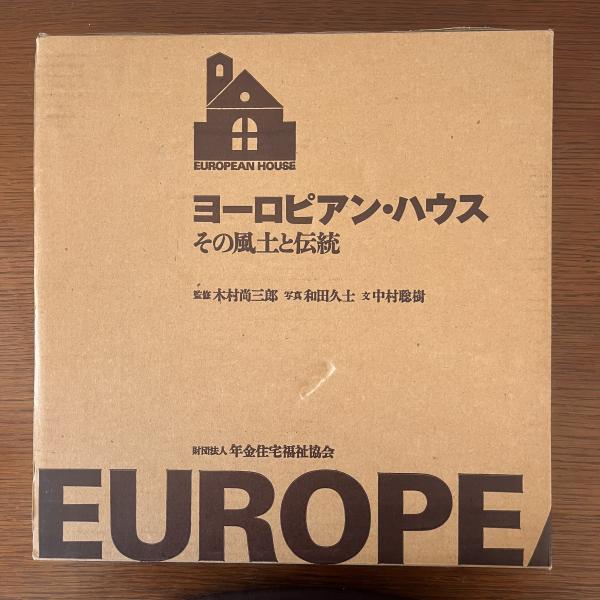 EUROPEAN HOUSE
ヨーロピアン・ハウス
その風土と伝統
監修 木村尚三郎 写真 和田久士 文 中村聡樹
財団法人 年金住宅福祉協会
EUROPEA